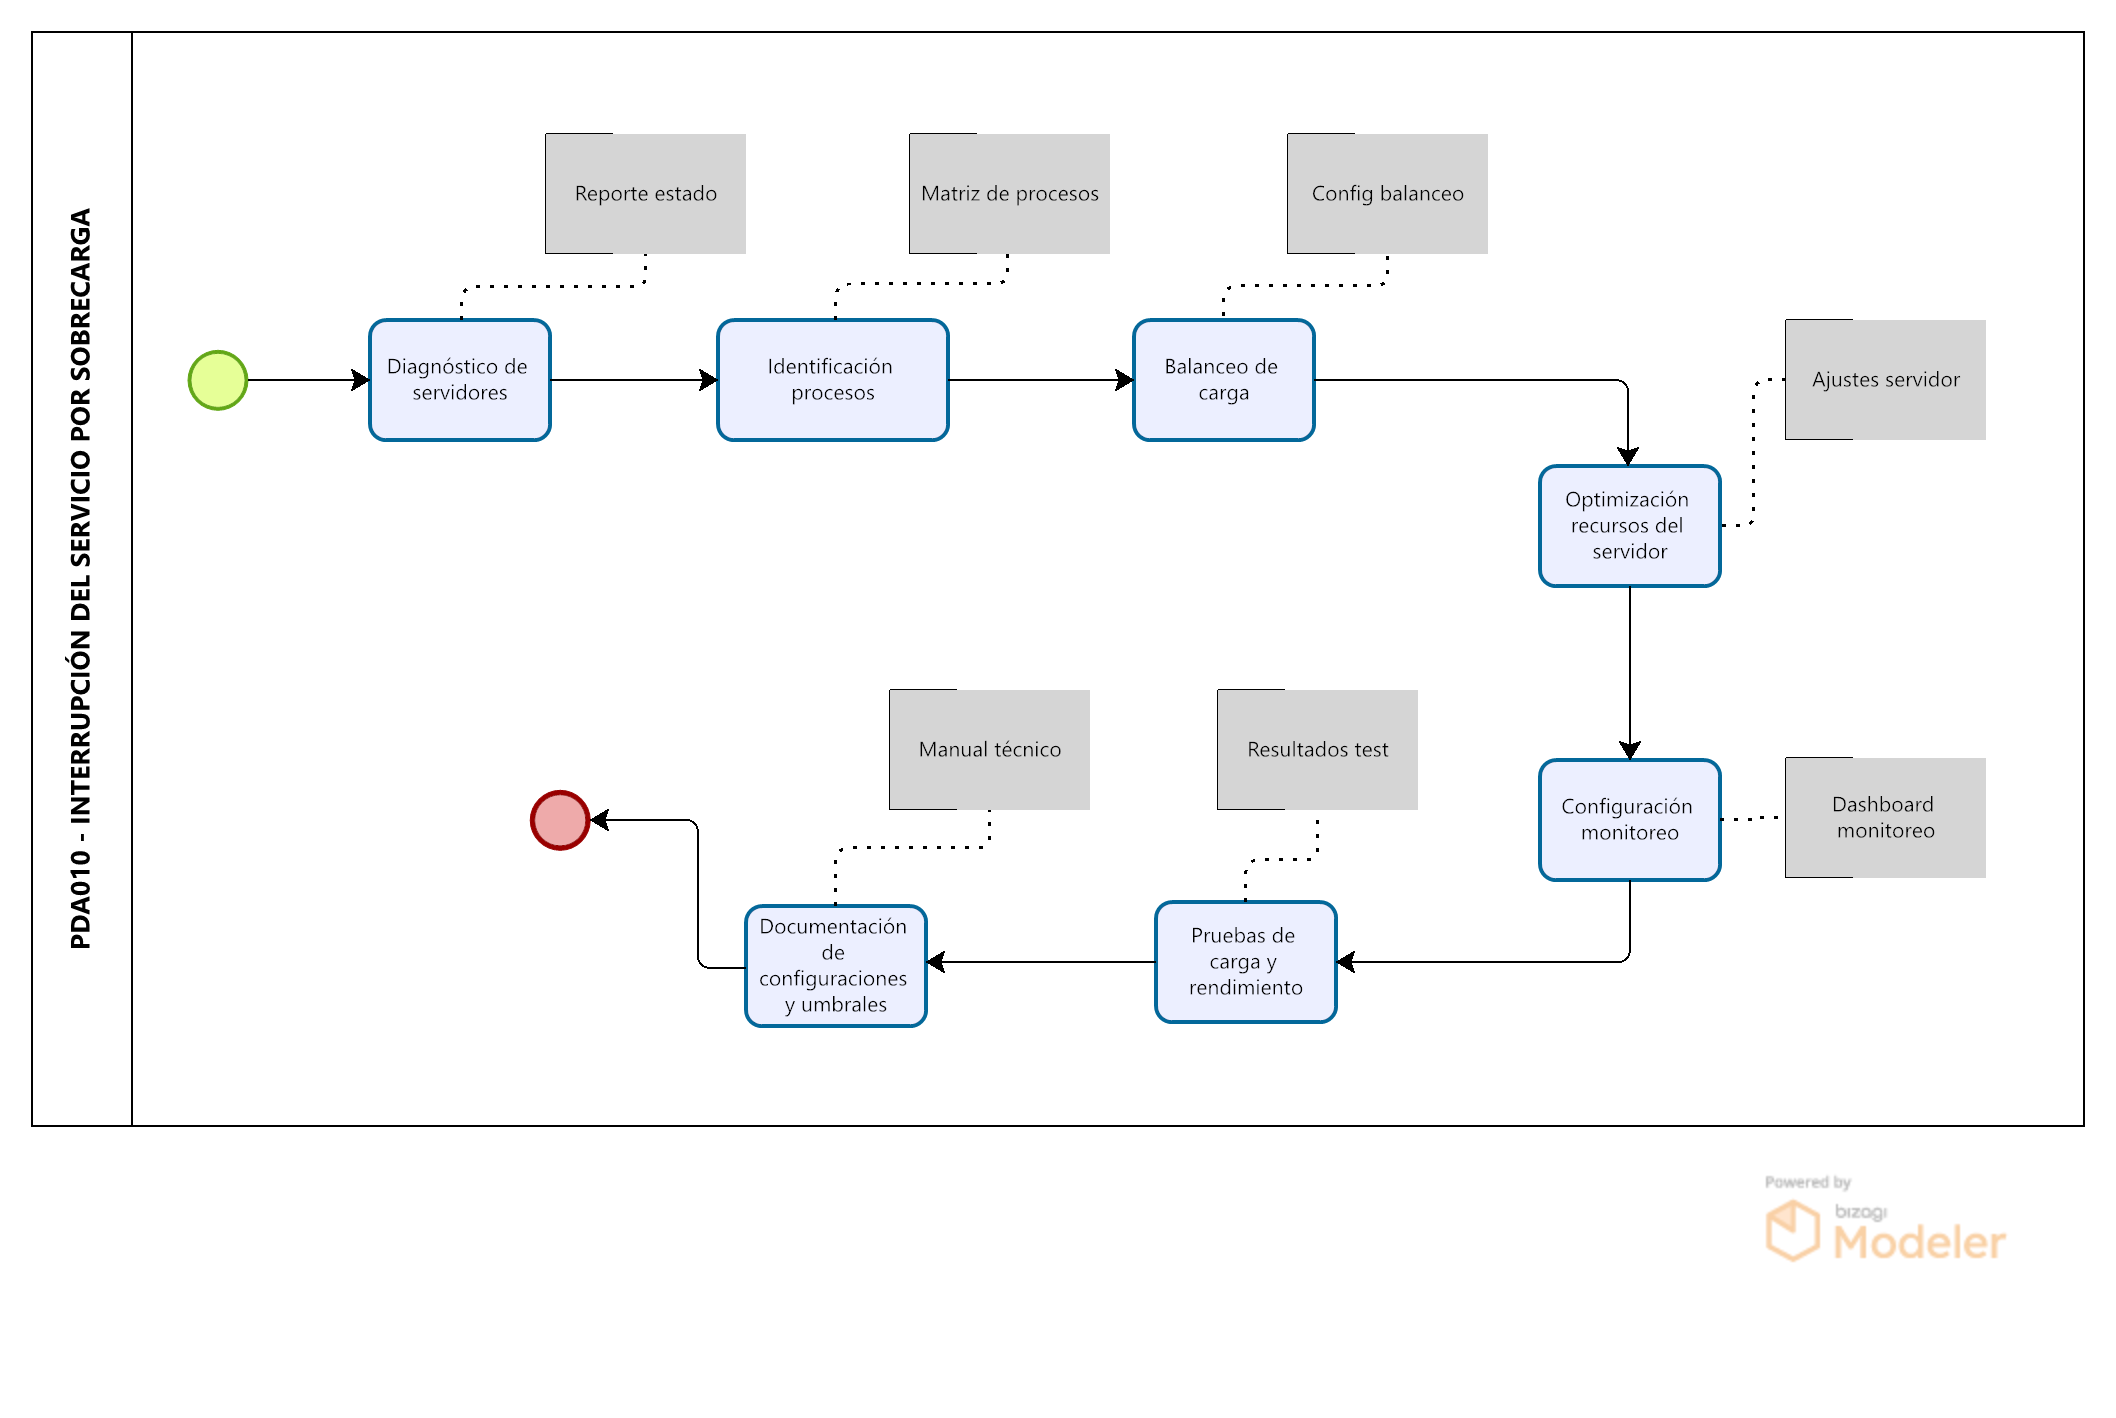 PDA010 - INTERRUPCIÓN DEL SERVICIO POR SOBRECARGA
Reporte estado
Matriz de procesos
Config balanceo
Diagnóstico de
servidores
Identificación
procesos
Balanceo de
carga
Ajustes servidor
Optimización
recursos del
servidor
Manual técnico
Resultados test
Configuración
monitoreo
Dashboard
monitoreo
Documentación
de
configuraciones
y umbrales
Pruebas de
carga y
rendimiento
Powered by
bizagi
Modeler